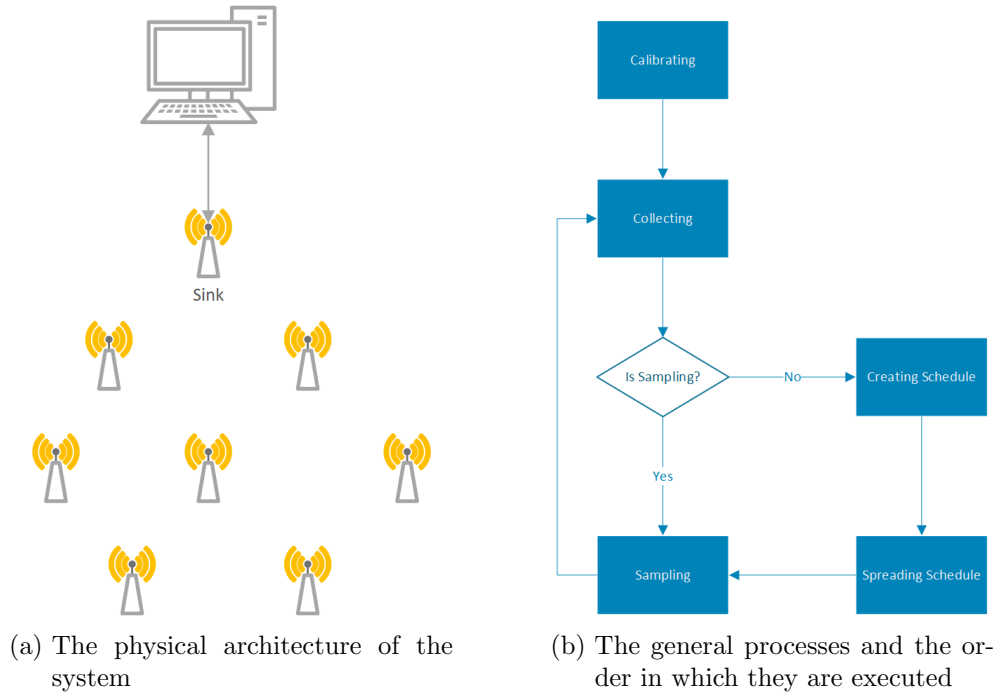 Sink
(a) The physical architecture of the
system
Calibrating
Collecting
Is Sampling?
No
Creating Schedule
Yes
Sampling
Spreading Schedule
(b) The general processes and the or-
der in which they are executed